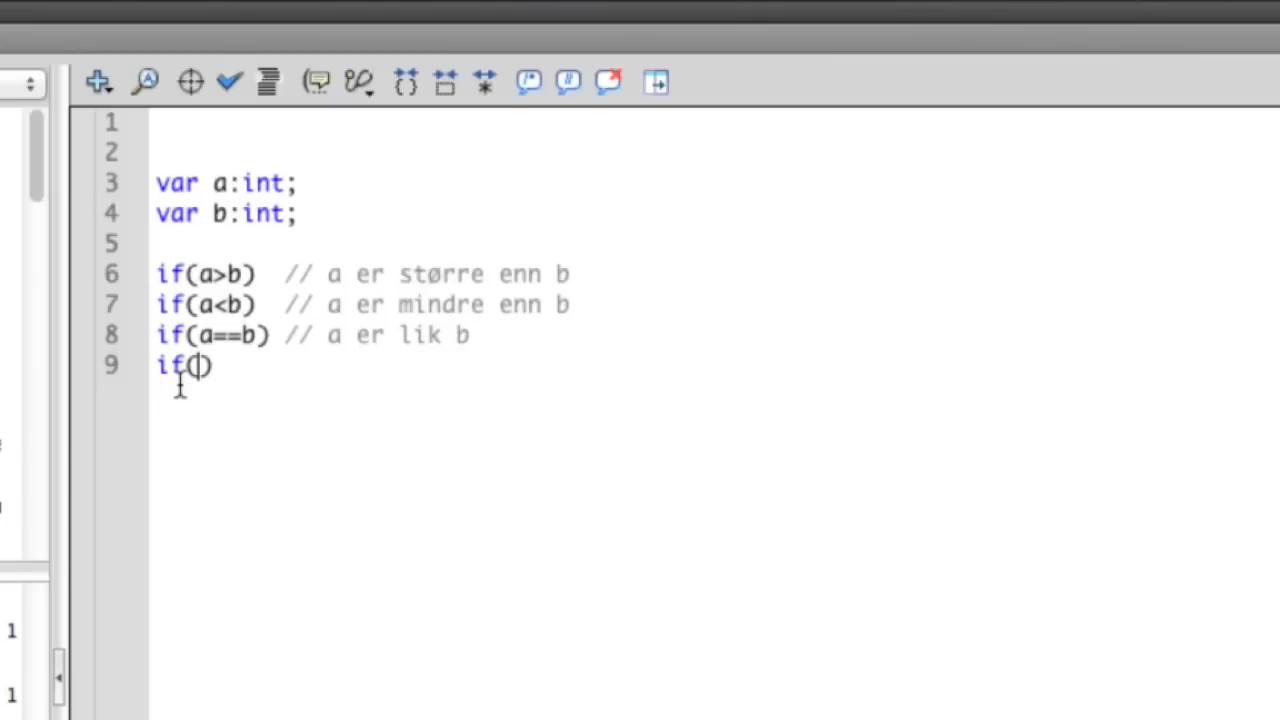 1
2
3 var a:int;
4 var b:int;
5
6 if(a>b) // a er større enn b
7 if(a<b) // a er mindre enn b
8 if(a==b) // a er lik b
9 if()
1
1